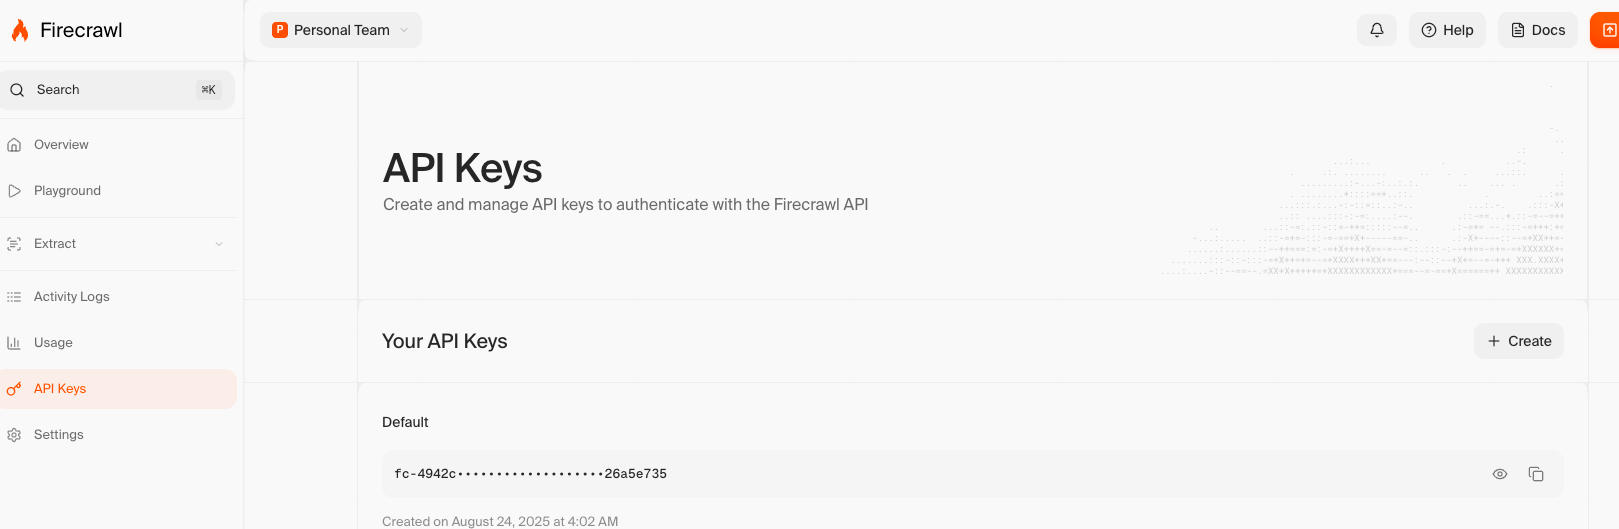 Firecrawl
P Personal Team
Help
Docs
Search
⌘K
Overview
Playground
Extract
Activity Logs
Usage
API Keys
Settings
API Keys
Create and manage API keys to authenticate with the Firecrawl API
Your API Keys
Create
Default
fc-4942c•••••••••••••••••••26a5e735
Created on August 24, 2025 at 4:02 AM